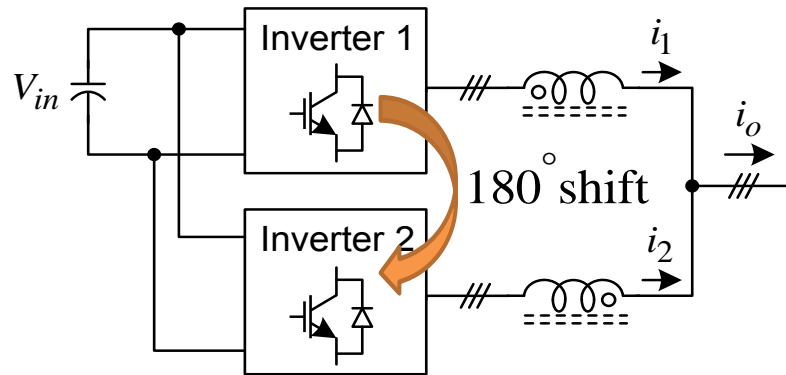 Inverter 1
V_in
i_1
i_o
180° shift
Inverter 2
i_2